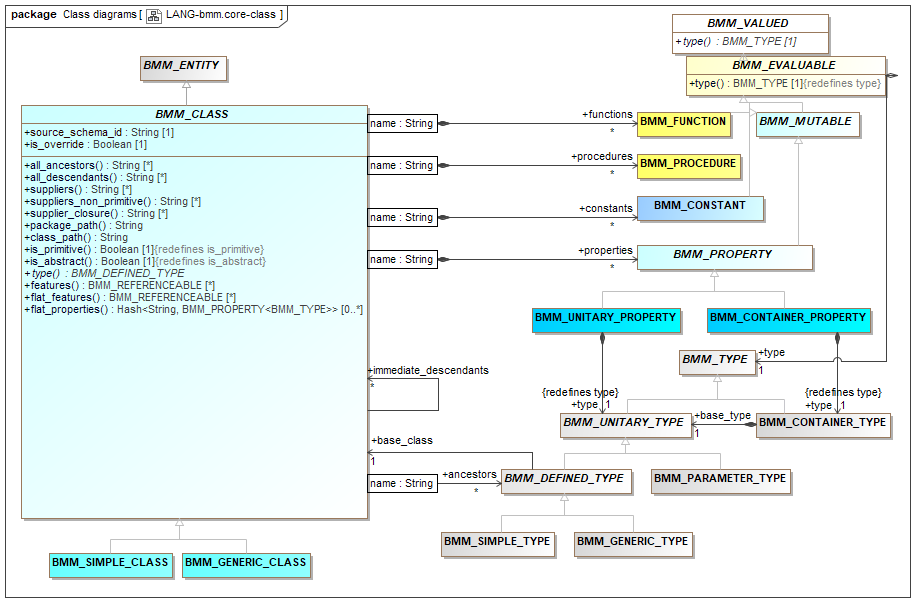 package Class diagrams [ LANG-bmm.core-class ]
BMM_VALUED
+type() : BMM_TYPE [1]
BMM_ENTITY
BMM_EVALUABLE
+type() : BMM_TYPE [1]{redefines type}
BMM_CLASS
+source_schema_id : String [1]
+is_override : Boolean [1]
+all_ancestors() : String [*]
+all_descendants() : String [*]
+suppliers() : String [*]
+suppliers_non_primitive() : String [*]
+supplier_closure() : String [*]
+package_path() : String
+class_path() : String
+is_primitive() : Boolean [1]{redefines is_primitive}
+is_abstract() : Boolean [1]{redefines is_abstract}
+type() : BMM_DEFINED_TYPE
+features() : BMM_REFERENCEABLE [*]
+flat_features() : BMM_REFERENCEABLE [*]
+flat_properties() : Hash<String, BMM_PROPERTY<BMM_TYPE>> [0..*]
name : String
+functions
*
BMM_FUNCTION
BMM_MUTABLE
name : String
+procedures
*
BMM_PROCEDURE
name : String
+constants
*
BMM_CONSTANT
name : String
+properties
*
BMM_PROPERTY
BMM_UNITARY_PROPERTY
BMM_CONTAINER_PROPERTY
BMM_TYPE
+type
1
+immediate_descendants
*
{redefines type}
+type
1
{redefines type}
+type
1
BMM_UNITARY_TYPE
+base_type
1
BMM_CONTAINER_TYPE
+base_class
1
name : String
+ancestors
*
BMM_DEFINED_TYPE
BMM_PARAMETER_TYPE
BMM_SIMPLE_TYPE
BMM_GENERIC_TYPE
BMM_SIMPLE_CLASS
BMM_GENERIC_CLASS